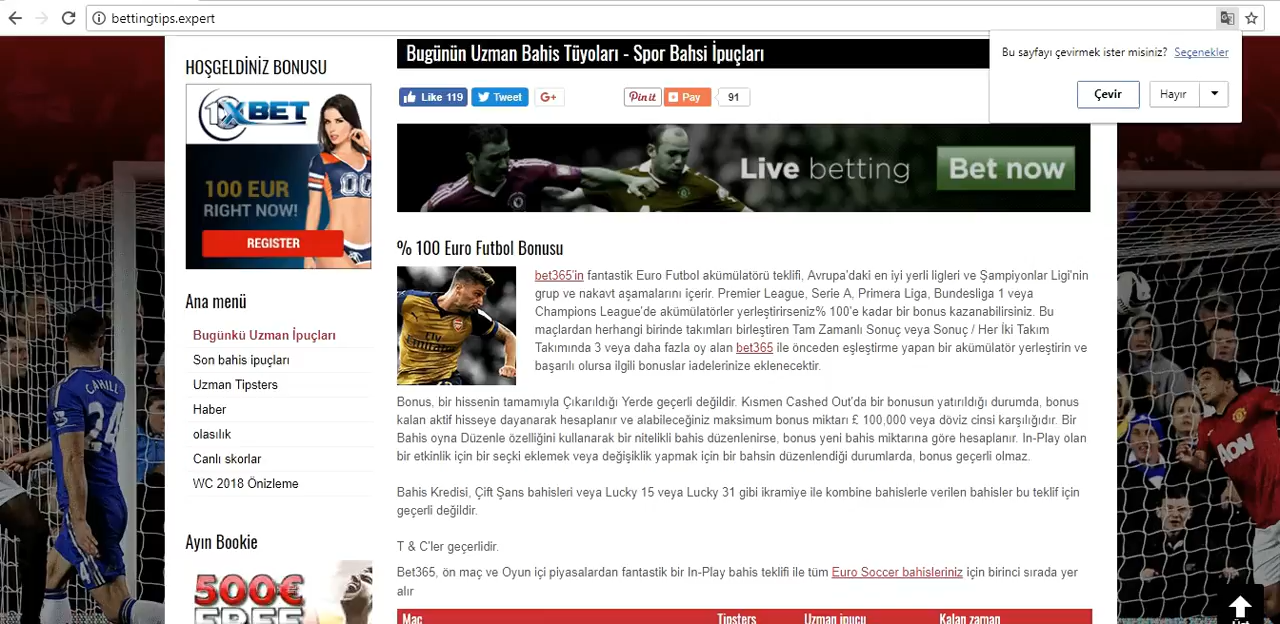 bettingtips.expert
Bu sayfayı çevirmek ister misiniz? Seçenekler
Çevir
Hayır
HOŞGELDİNİZ BONUSU
1XBET
100 EUR
RIGHT NOW!
REGISTER
Ana menü
Bugünkü Uzman İpuçları
Son bahis ipuçları
Uzman Tipsters
Haber
olasılık
Canlı skorlar
WC 2018 Önizleme
Ayın Bookie
500€
FREE
Bugünün Uzman Bahis Tüyoları - Spor Bahsi İpuçları
Like 119
Tweet
G+
Pin it
Pay
91
Live betting
Bet now
% 100 Euro Futbol Bonusu
bet365'in fantastik Euro Futbol akümülatörü teklifi, Avrupa'daki en iyi yerli ligleri ve Şampiyonlar Ligi'nin
grup ve nakavt aşamalarını içerir. Premier League, Serie A, Primera Liga, Bundesliga 1 veya
Champions League'de akümülatörler yerleştirirseniz% 100'e kadar bir bonus kazanabilirsiniz. Bu
maçlardan herhangi birinde takımları birleştiren Tam Zamanlı Sonuç veya Sonuç / Her İki Takım
Takımında 3 veya daha fazla oy alan bet365 ile önceden eşleştirme yapan bir akümülatör yerleştirin ve
başarılı olursa ilgili bonuslar iadelerinize eklenecektir.
Bonus, bir hissenin tamamıyla Çıkarıldığı Yerde geçerli değildir. Kısmen Cashed Out'da bir bonusun yatırıldığı durumda, bonus
kalan aktif hisseye dayanarak hesaplanır ve alabileceğiniz maksimum bonus miktarı £ 100,000 veya döviz cinsi karşılığıdır. Bir
Bahis oyna Düzenle özelliğini kullanarak bir nitelikli bahis düzenlenirse, bonus yeni bahis miktarına göre hesaplanır. In-Play olan
bir etkinlik için bir seçki eklemek veya değişiklik yapmak için bir bahsin düzenlendiği durumlarda, bonus geçerli olmaz.
Bahis Kredisi, Çift Şans bahisleri veya Lucky 15 veya Lucky 31 gibi ikramiye ile kombine bahislerle verilen bahisler bu teklif için
geçerli değildir.
T & C'ler geçerlidir.
Bet365, ön maç ve Oyun içi piyasalardan fantastik bir In-Play bahis teklifi ile tüm Euro Soccer bahisleriniz için birinci sırada yer
alır
Maç Tipsters Uzman ipucu Kalan zaman
CAHILL
24
AON
Üst